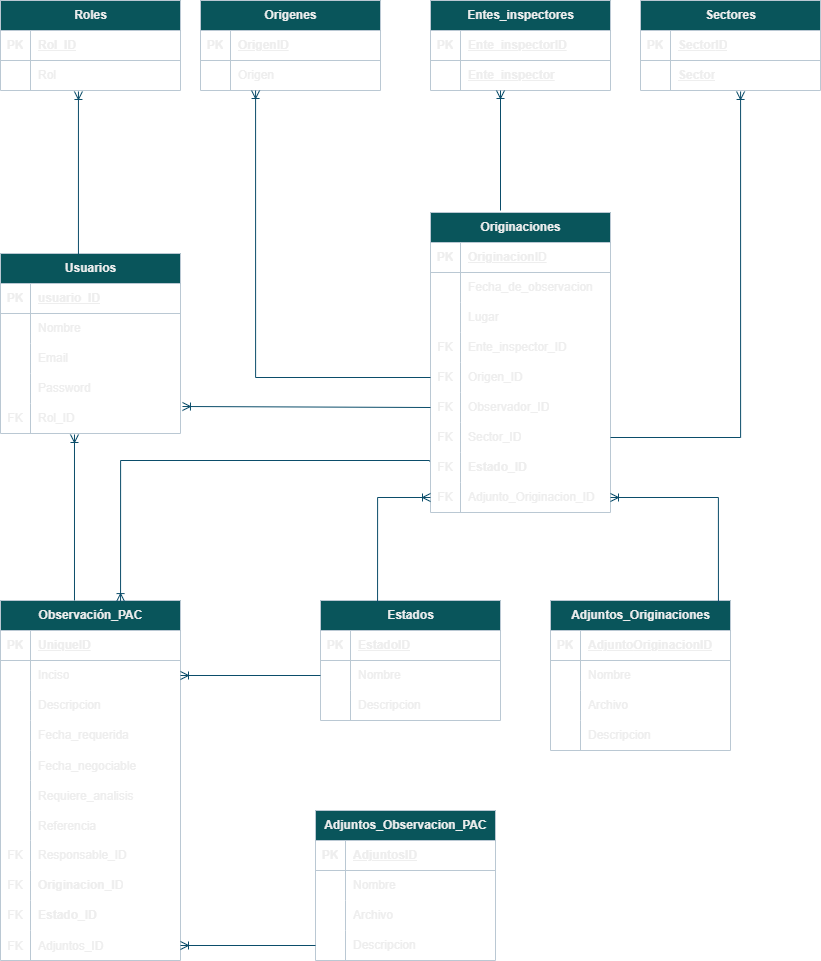 Roles
PK Rol_ID
Rol
Origenes
PK OrigenID
Origen
Entes_inspectores
PK Ente_inspectorID
Ente_inspector
Sectores
PK SectorID
Sector
Originaciones
PK OriginacionID
Fecha_de_observacion
Lugar
FK Ente_inspector_ID
FK Origen_ID
FK Observador_ID
FK Sector_ID
FK Estado_ID
FK Adjunto_Originacion_ID
Usuarios
PK usuario_ID
Nombre
Email
Password
FK Rol_ID
Observación_PAC
PK UniqueID
Inciso
Descripcion
Fecha_requerida
Fecha_negociable
Requiere_analisis
Referencia
FK Responsable_ID
FK Originacion_ID
FK Estado_ID
FK Adjuntos_ID
Estados
PK EstadoID
Nombre
Descripcion
Adjuntos_Originaciones
PK AdjuntoOriginacionID
Nombre
Archivo
Descripcion
Adjuntos_Observacion_PAC
PK AdjuntosID
Nombre
Archivo
Descripcion